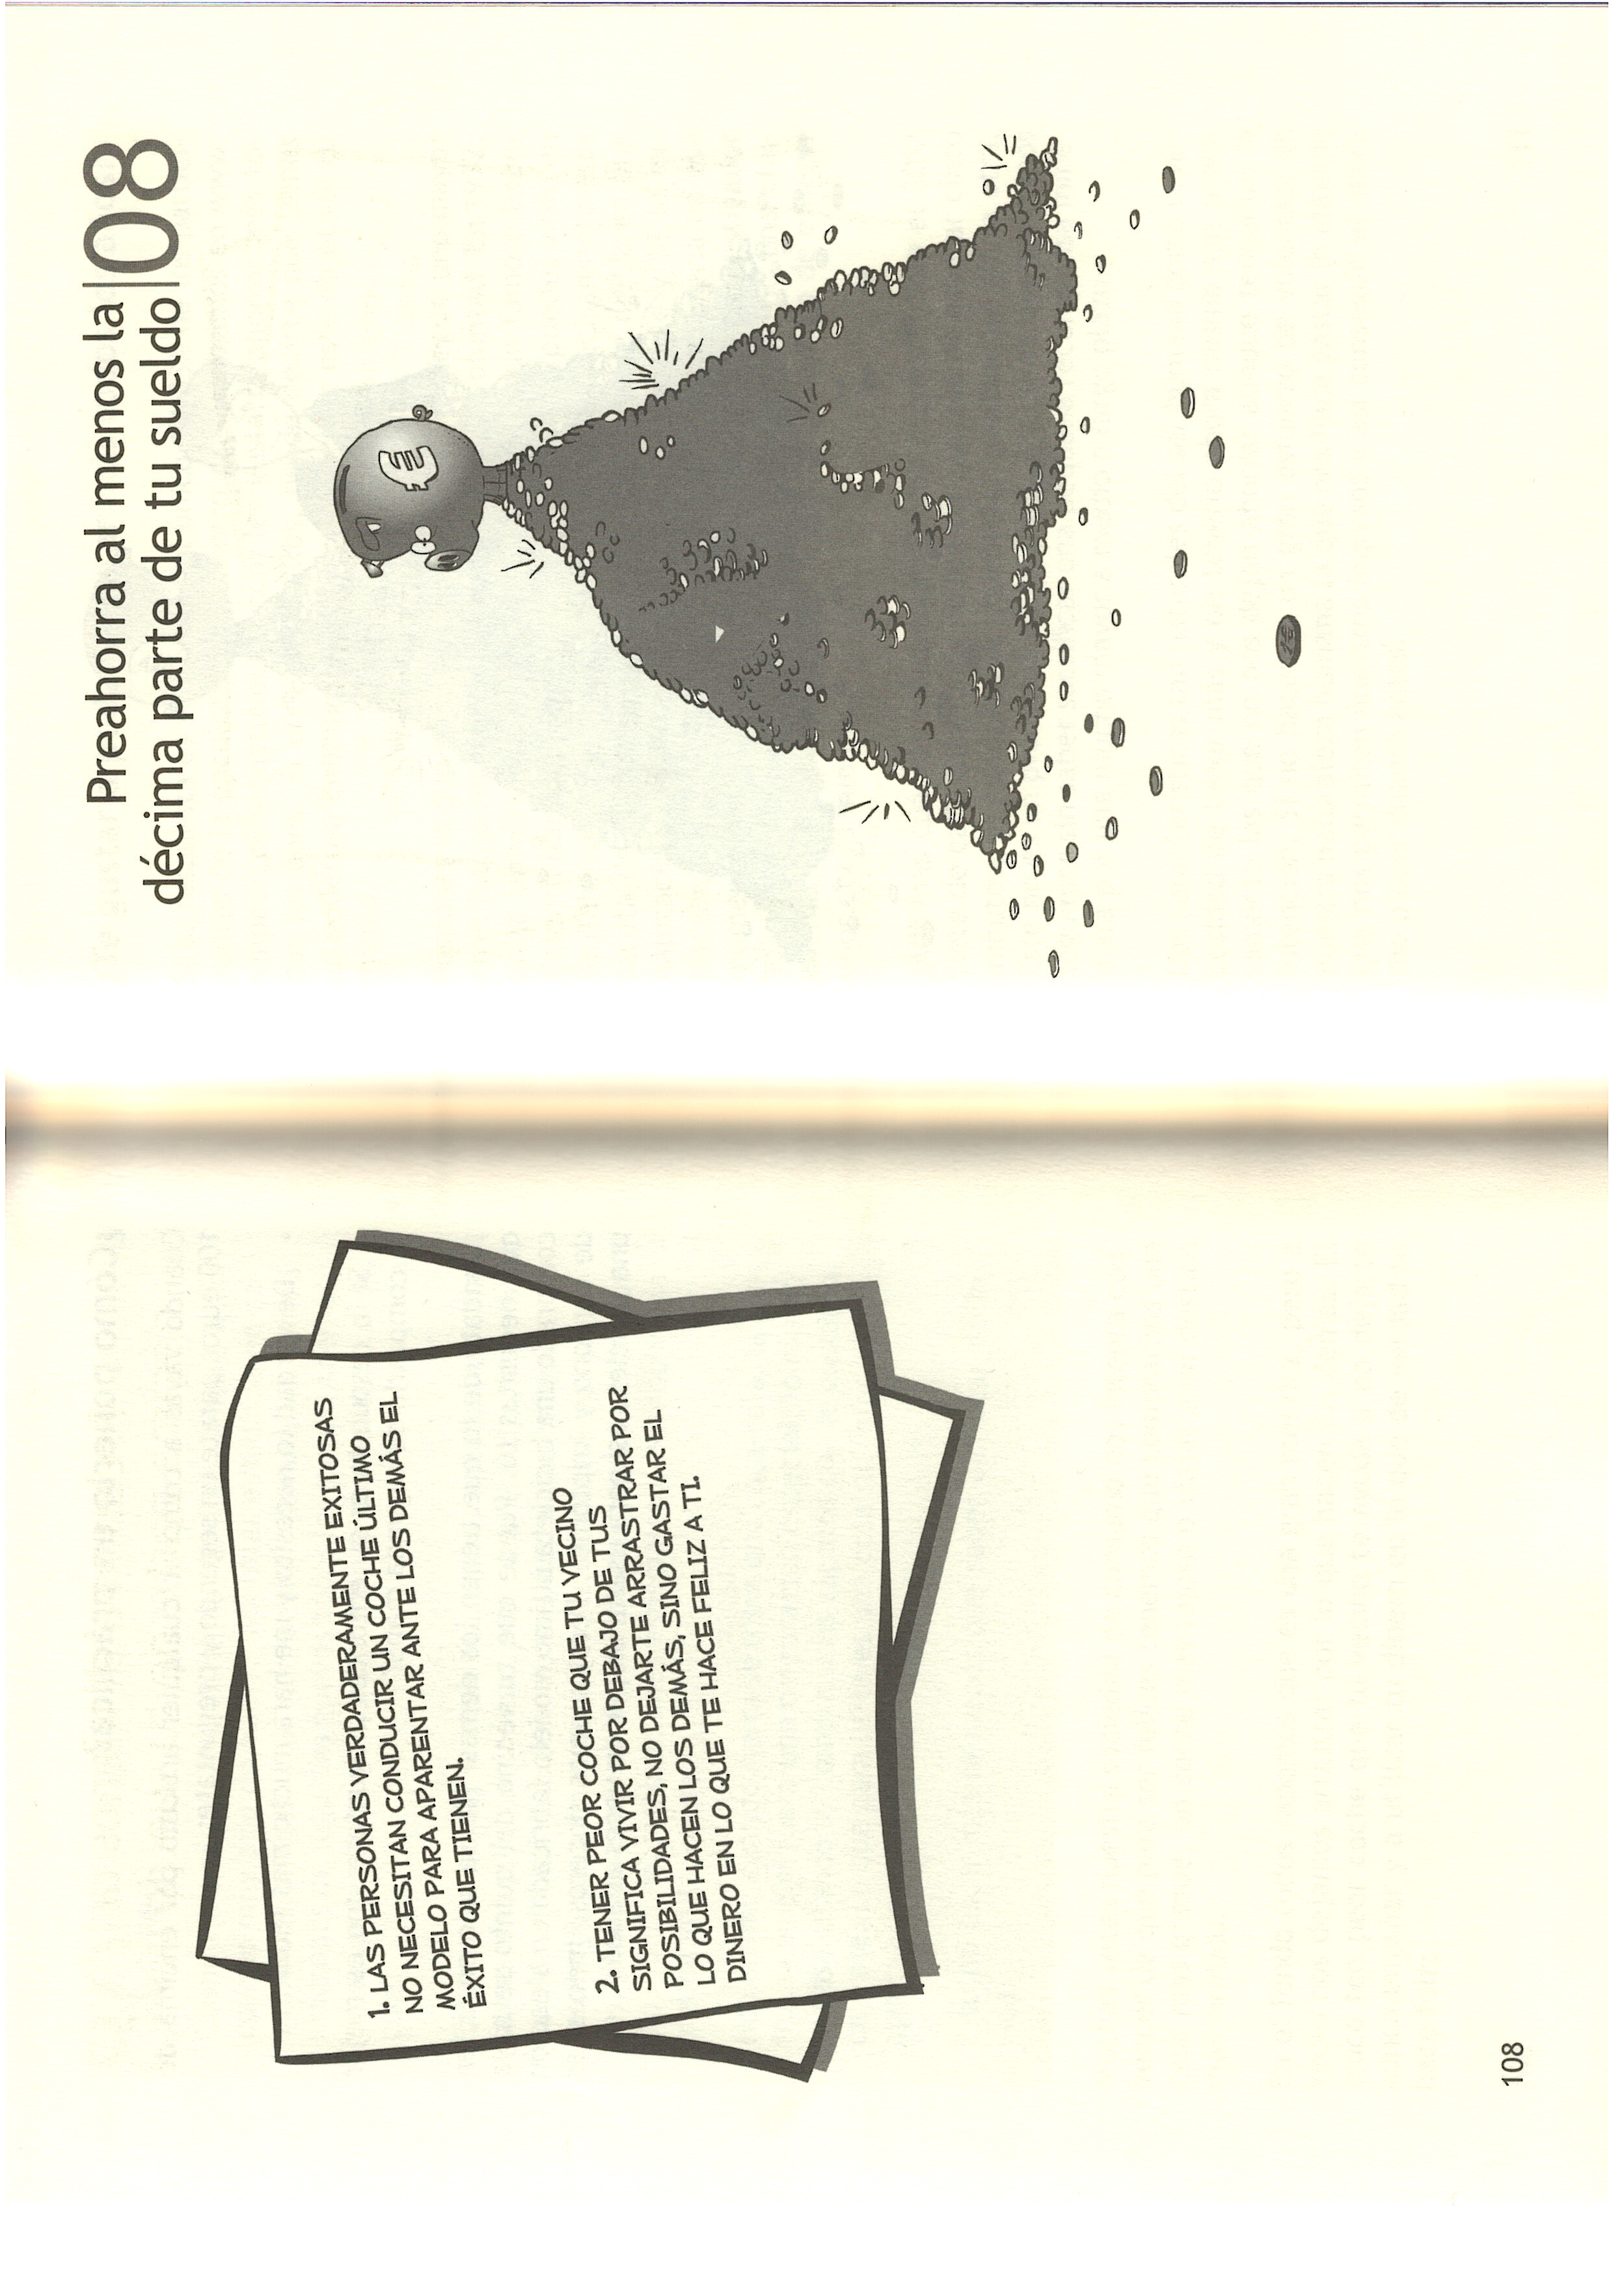 1. LAS PERSONAS VERDADERAMENTE EXITOSAS
NO NECESITAN CONDUCIR UN COCHE ÚLTIMO
MODELO PARA APARENTAR ANTE LOS DEMÁS EL
ÉXITO QUE TIENEN.
2. TENER PEOR COCHE QUE TU VECINO
SIGNIFICA VIVIR POR DEBAJO DE TUS
POSIBILIDADES, NO DEJARTE ARRASTRAR POR
LO QUE HACEN LOS DEMÁS, SINO GASTAR EL
DINERO EN LO QUE TE HACE FELIZ A TI.
108
Preahorra al menos la
décima parte de tu sueldo
08
€